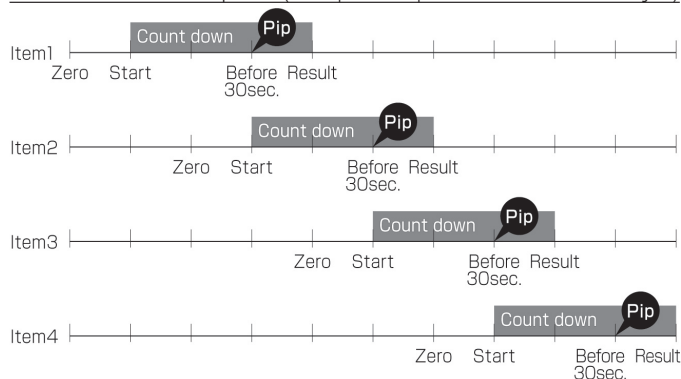 Count down Pip
Item1
Zero Start Before Result
30sec.
Count down Pip
Item2
Zero Start Before Result
30sec.
Count down Pip
Item3
Zero Start Before Result
30sec.
Count down Pip
Item4
Zero Start Before Result
30sec.